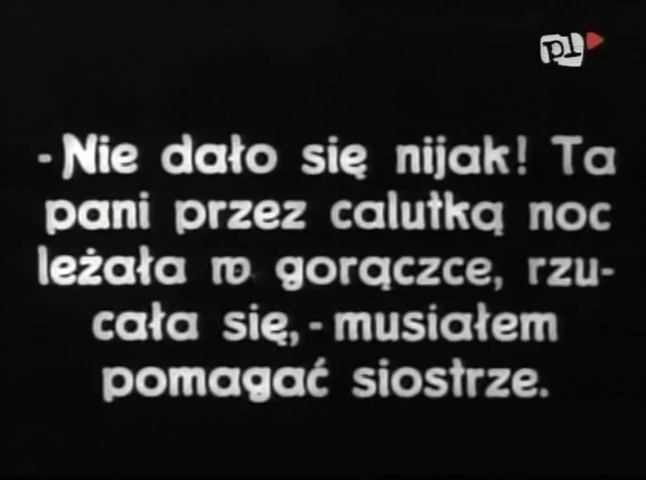 pl
- Nie dało się nijak! Ta
pani przez calutką noc
leżała w gorączce, rzu-
cała się, - musiałem
pomagać siostrze.